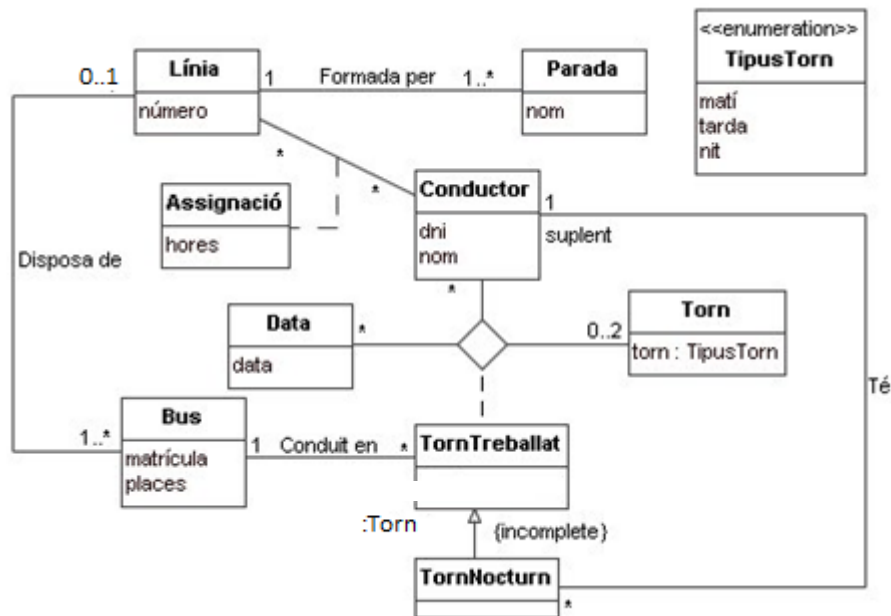 <<enumeration>>
TipusTorn
matí
tarda
nit
0..1
Línia
número
1
Formada per
1..*
Parada
nom
*
*
Assignació
hores
Conductor
dni
nom
1
suplent
Disposa de
*
Data
data
*
0..2
Torn
torn : TipusTorn
Té
Bus
matrícula
places
1..*
1
Conduit en
*
TornTreballat
:Torn
{incomplete}
TornNocturn
*